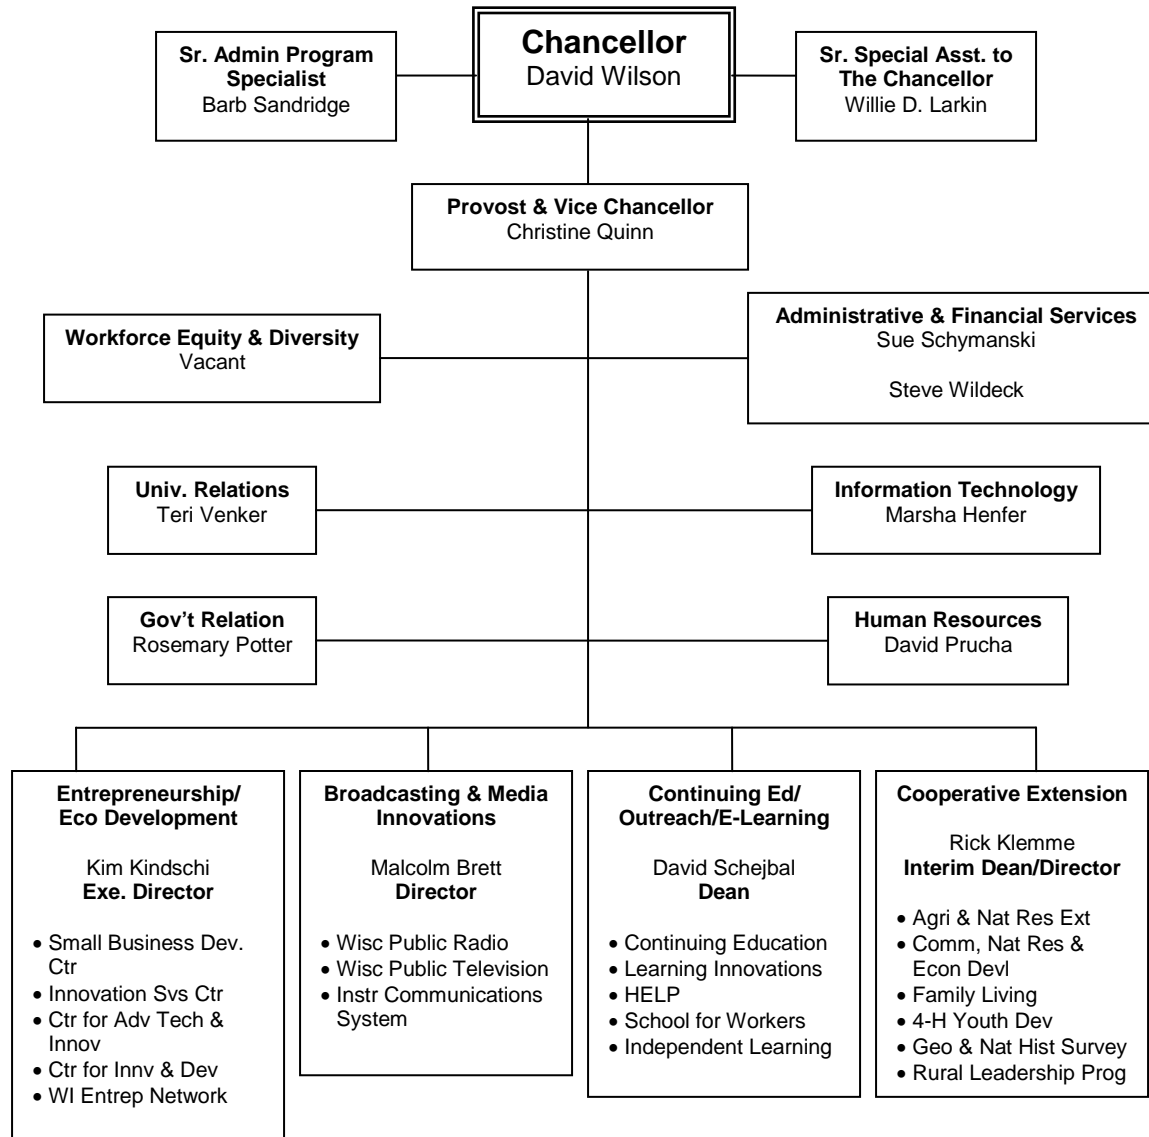 Sr. Admin Program
Specialist
Barb Sandridge
Chancellor
David Wilson
Sr. Special Asst. to
The Chancellor
Willie D. Larkin
Provost & Vice Chancellor
Christine Quinn
Workforce Equity & Diversity
Vacant
Administrative & Financial Services
Sue Schymanski
Steve Wildeck
Univ. Relations
Teri Venker
Information Technology
Marsha Henfer
Gov't Relation
Rosemary Potter
Human Resources
David Prucha
Entrepreneurship/
Eco Development
Kim Kindschi
Exe. Director
• Small Business Dev.
Ctr
• Innovation Svs Ctr
• Ctr for Adv Tech &
Innov
• Ctr for Innv & Dev
• WI Entrep Network
Broadcasting & Media
Innovations
Malcolm Brett
Director
• Wisc Public Radio
• Wisc Public Television
• Instr Communications
System
Continuing Ed/
Outreach/E-Learning
David Schejbal
Dean
• Continuing Education
• Learning Innovations
• HELP
• School for Workers
• Independent Learning
Cooperative Extension
Rick Klemme
Interim Dean/Director
• Agri & Nat Res Ext
• Comm, Nat Res &
Econ Devl
• Family Living
• 4-H Youth Dev
• Geo & Nat Hist Survey
• Rural Leadership Prog